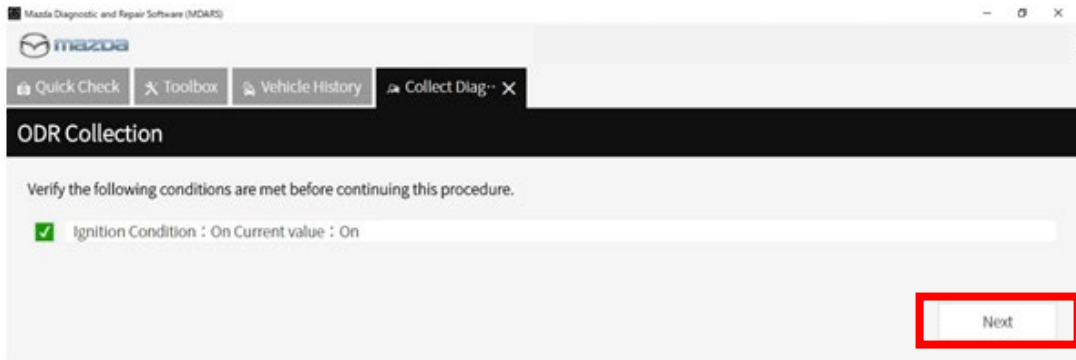 Mazda Diagnostic and Repair Software (MDARS)
mazda
Quick Check Toolbox Vehicle History Collect Diag··
ODR Collection
Verify the following conditions are met before continuing this procedure.
Ignition Condition：On Current value：On
Next